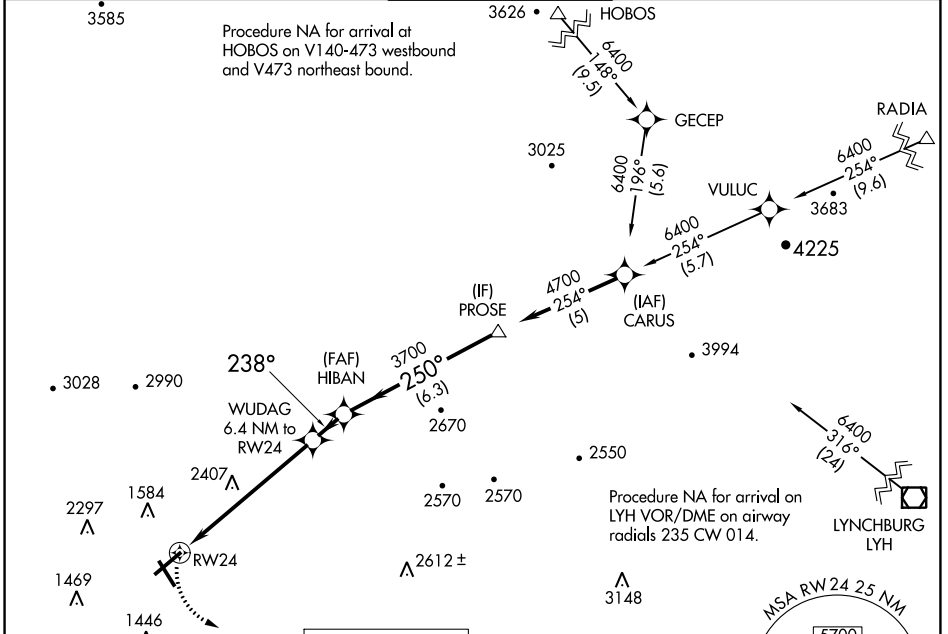 3585
Procedure NA for arrival at
HOBOS on V140-473 westbound
and V473 northeast bound.
3626
HOBOS
6400
148°
(9.5)
GECEP
RADIA
3025
6400
196°
(5.6)
6400
254°
(9.6)
VULUC
3683
6400
254°
(5.7)
4225
4700
254°
(5)
(IF)
PROSE
(IAF)
CARUS
3994
3700
250°
(6.3)
238°
(FAF)
HIBAN
3028
2990
WUDAG
6.4 NM to
RW24
2670
6400
316°
(24)
2550
2407
2570
2570
1584
2297
Procedure NA for arrival on
LYH VOR/DME on airway
radials 235 CW 014.
LYNCHBURG
LYH
RW24
2612 ±
1469
3148
1446
MSA RW 24 25 NM
5700